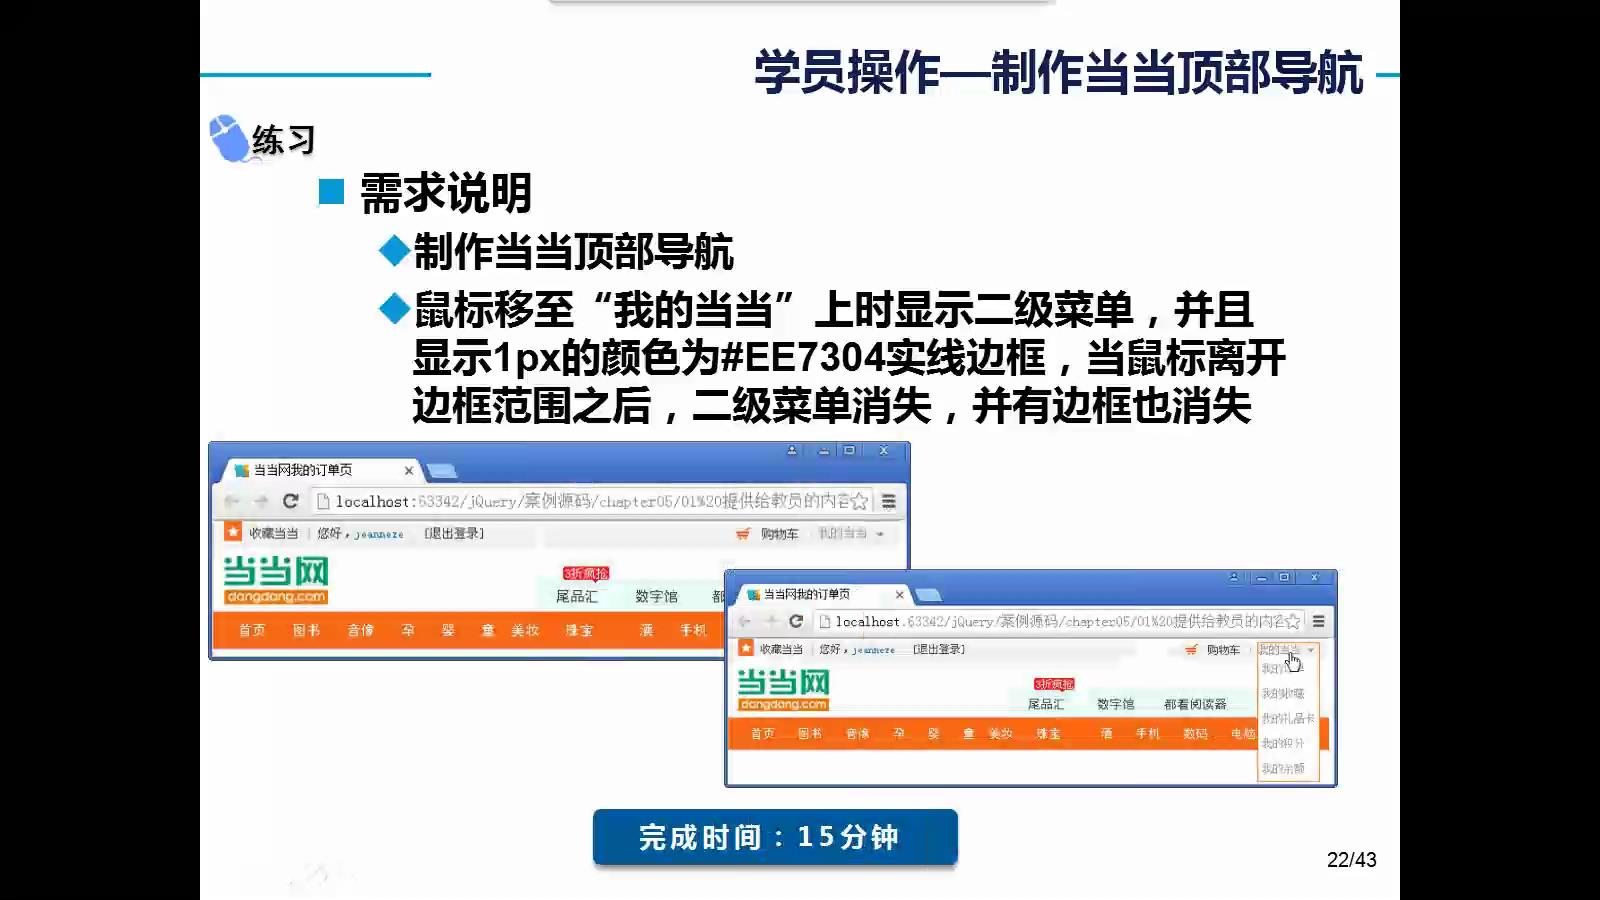 学员操作—制作当当顶部导航
练习
需求说明
制作当当顶部导航
鼠标移至“我的当当”上时显示二级菜单，并且
显示1px的颜色为#EE7304实线边框，当鼠标离开
边框范围之后，二级菜单消失，并有边框也消失
当当网我的订单页
localhost:63342/jQuery/案例源码/chapter05/01%20提供给教员的内容
收藏当当 您好，jeanneze [退出登录] 购物车 我的当当
当当网
dangdang.com
3折疯抢
尾品汇 数字馆
首页 图书 音像 孕 婴 童 美妆 珠宝 酒 手机
当当网我的订单页
localhost:63342/jQuery/案例源码/chapter05/01%20提供给教员的内容
收藏当当 您好，jeanneze [退出登录] 购物车 我的当当
当当网
dangdang.com
3折疯抢
尾品汇 数字馆 都看阅读器
首页 图书 音像 孕 婴 童 美妆 珠宝 酒 手机 数码 电脑
我的收藏
我的礼品卡
我的积分
我的余额
完成时间：15分钟
22/43